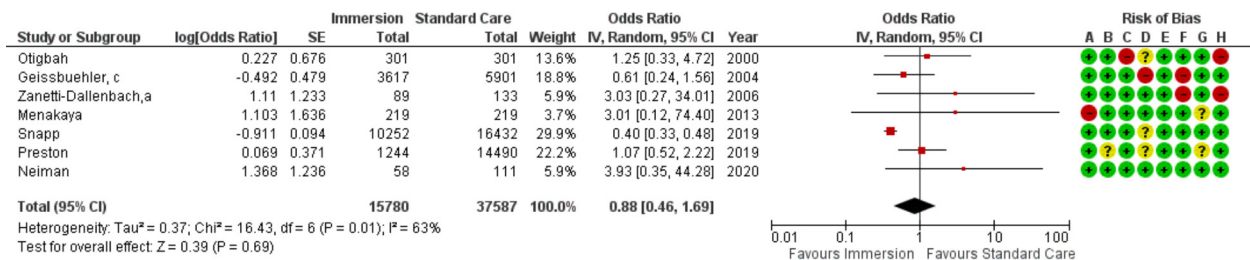 Immersion Standard Care Odds Ratio Odds Ratio Risk of Bias
Study or Subgroup log[Odds Ratio] SE Total Total Weight IV, Random, 95% CI Year IV, Random, 95% CI A B C D E F G H
Otigbah 0.227 0.676 301 301 13.6% 1.25 [0.33, 4.72] 2000 + + - ? + + + -
Geissbuehler, c -0.492 0.479 3617 5901 18.8% 0.61 [0.24, 1.56] 2004 + + + - + - + +
Zanetti-Dallenbach,a 1.11 1.233 89 133 5.9% 3.03 [0.27, 34.01] 2006 + + + + + - + -
Menakaya 1.103 1.636 219 219 3.7% 3.01 [0.12, 74.40] 2013 - + + + + + ? +
Snapp -0.911 0.094 10252 16432 29.9% 0.40 [0.33, 0.48] 2019 + + + ? + + + +
Preston 0.069 0.371 1244 14490 22.2% 1.07 [0.52, 2.22] 2019 + ? + ? + + ? +
Neiman 1.368 1.236 58 111 5.9% 3.93 [0.35, 44.28] 2020 + + + + + + + +
Total (95% CI) 15780 37587 100.0% 0.88 [0.46, 1.69]
Heterogeneity: Tau² = 0.37; Chi² = 16.43, df = 6 (P = 0.01); I² = 63%
Test for overall effect: Z = 0.39 (P = 0.69)
0.01 0.1 1 10 100
Favours Immersion Favours Standard Care